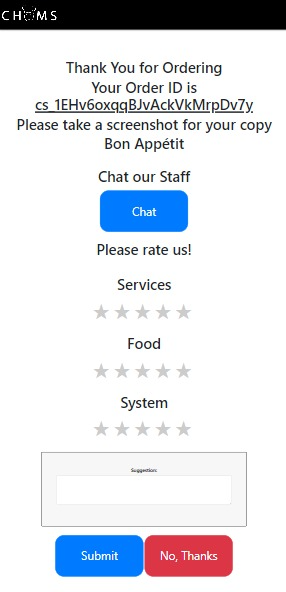 CHOMS
Thank You for Ordering
Your Order ID is
cs_1EHv6oxqqBJvAckVkMrpDv7y
Please take a screenshot for your copy
Bon Appétit
Chat our Staff
Chat
Please rate us!
Services
Food
System
Suggestion:
Submit
No, Thanks